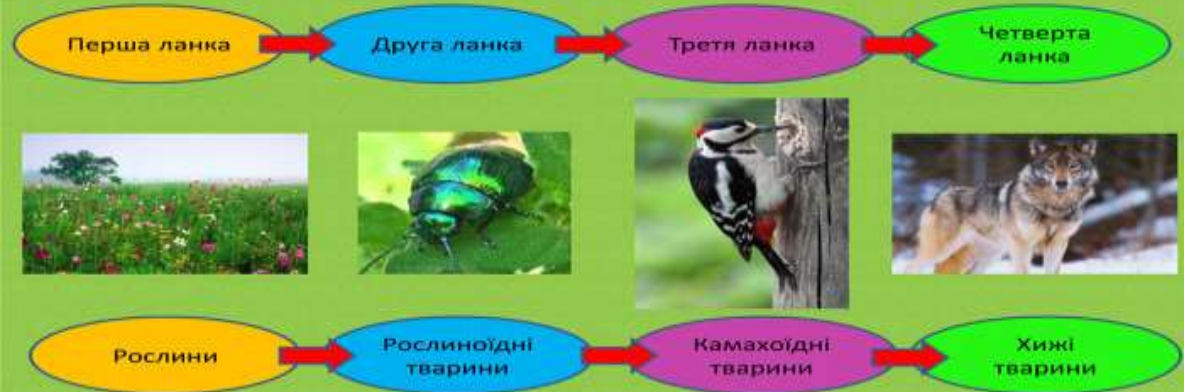 Перша ланка
Друга ланка
Третя ланка
Четверта
ланка
Рослини
Рослиноїдні
тварини
Камахоїдні
тварини
Хижі
тварини